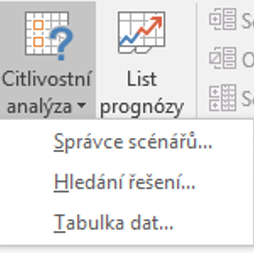 Citlivostní
analýza
List
prognózy
Správce scénářů...
Hledání řešení...
Tabulka dat...